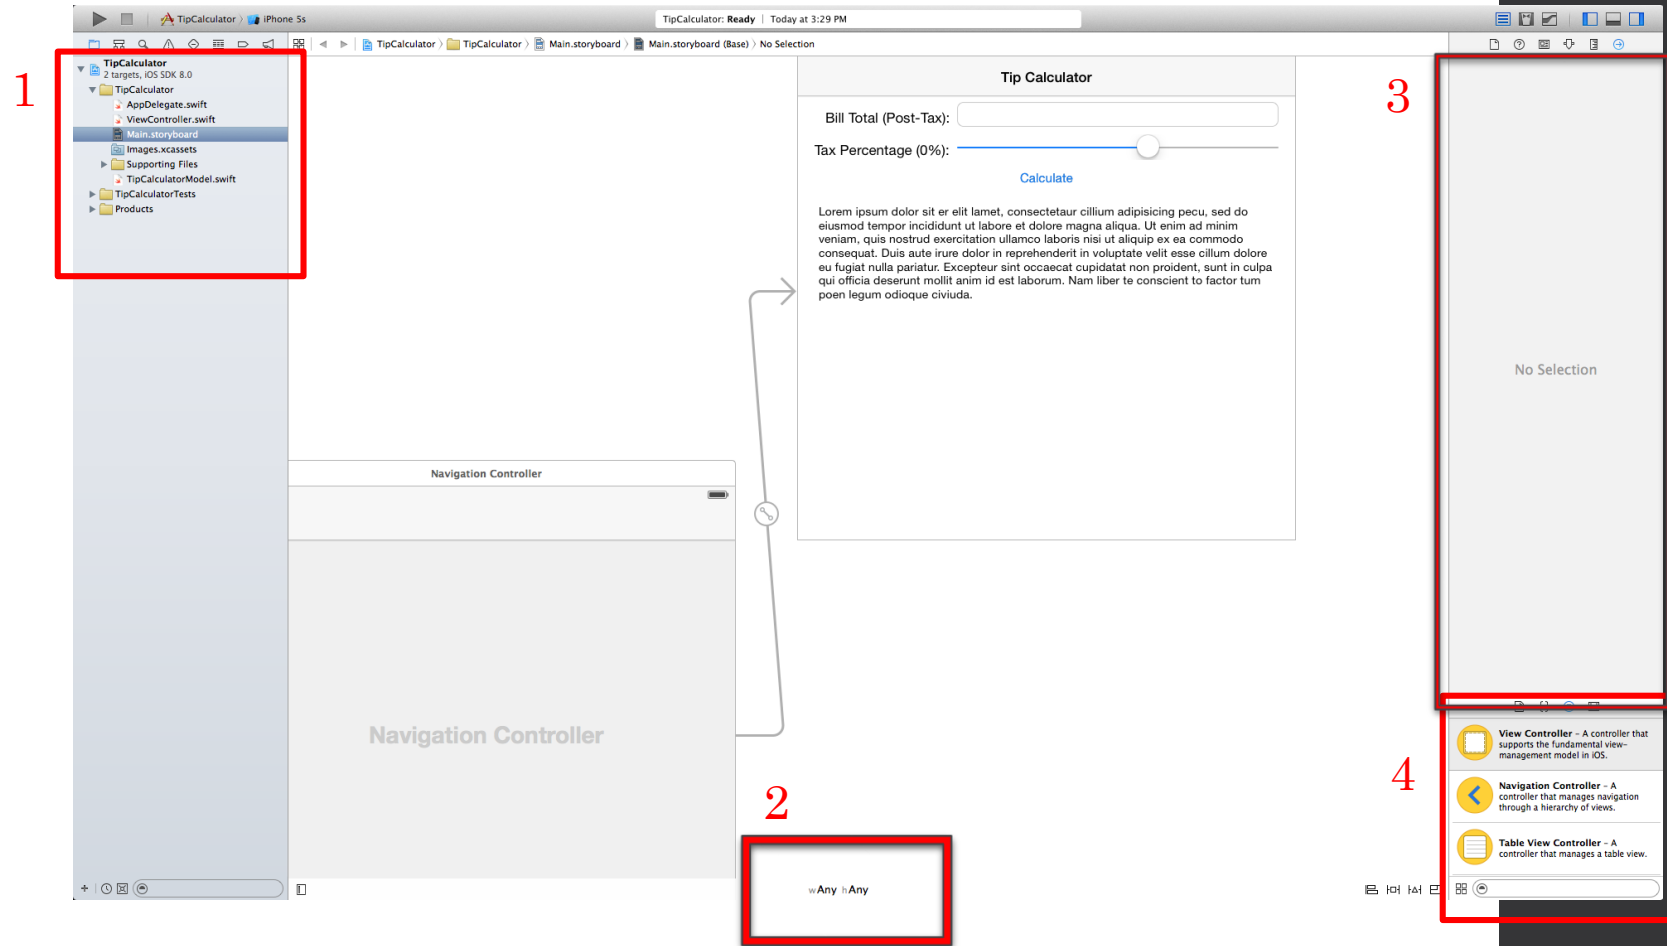 TipCalculator iPhone 5s
TipCalculator: Ready | Today at 3:29 PM
TipCalculator TipCalculator Main.storyboard Main.storyboard (Base) No Selection
1
TipCalculator
2 targets, iOS SDK 8.0
TipCalculator
AppDelegate.swift
ViewController.swift
Main.storyboard
Images.xcassets
Supporting Files
TipCalculatorModel.swift
TipCalculatorTests
Products
Tip Calculator
Bill Total (Post-Tax):
Tax Percentage (0%):
Calculate
Lorem ipsum dolor sit er elit lamet, consectetaur cillium adipisicing pecu, sed do
eiusmod tempor incididunt ut labore et dolore magna aliqua. Ut enim ad minim
veniam, quis nostrud exercitation ullamco laboris nisi ut aliquip ex ea commodo
consequat. Duis aute irure dolor in reprehenderit in voluptate velit esse cillum dolore
eu fugiat nulla pariatur. Excepteur sint occaecat cupidatat non proident, sunt in culpa
qui officia deserunt mollit anim id est laborum. Nam liber te conscient to factor tum
poen legum odioque civiuda.
Navigation Controller
Navigation Controller
2
wAny hAny
3
No Selection
4
View Controller – A controller that
supports the fundamental view-
management model in iOS.
Navigation Controller – A
controller that manages navigation
through a hierarchy of views.
Table View Controller – A
controller that manages a table view.